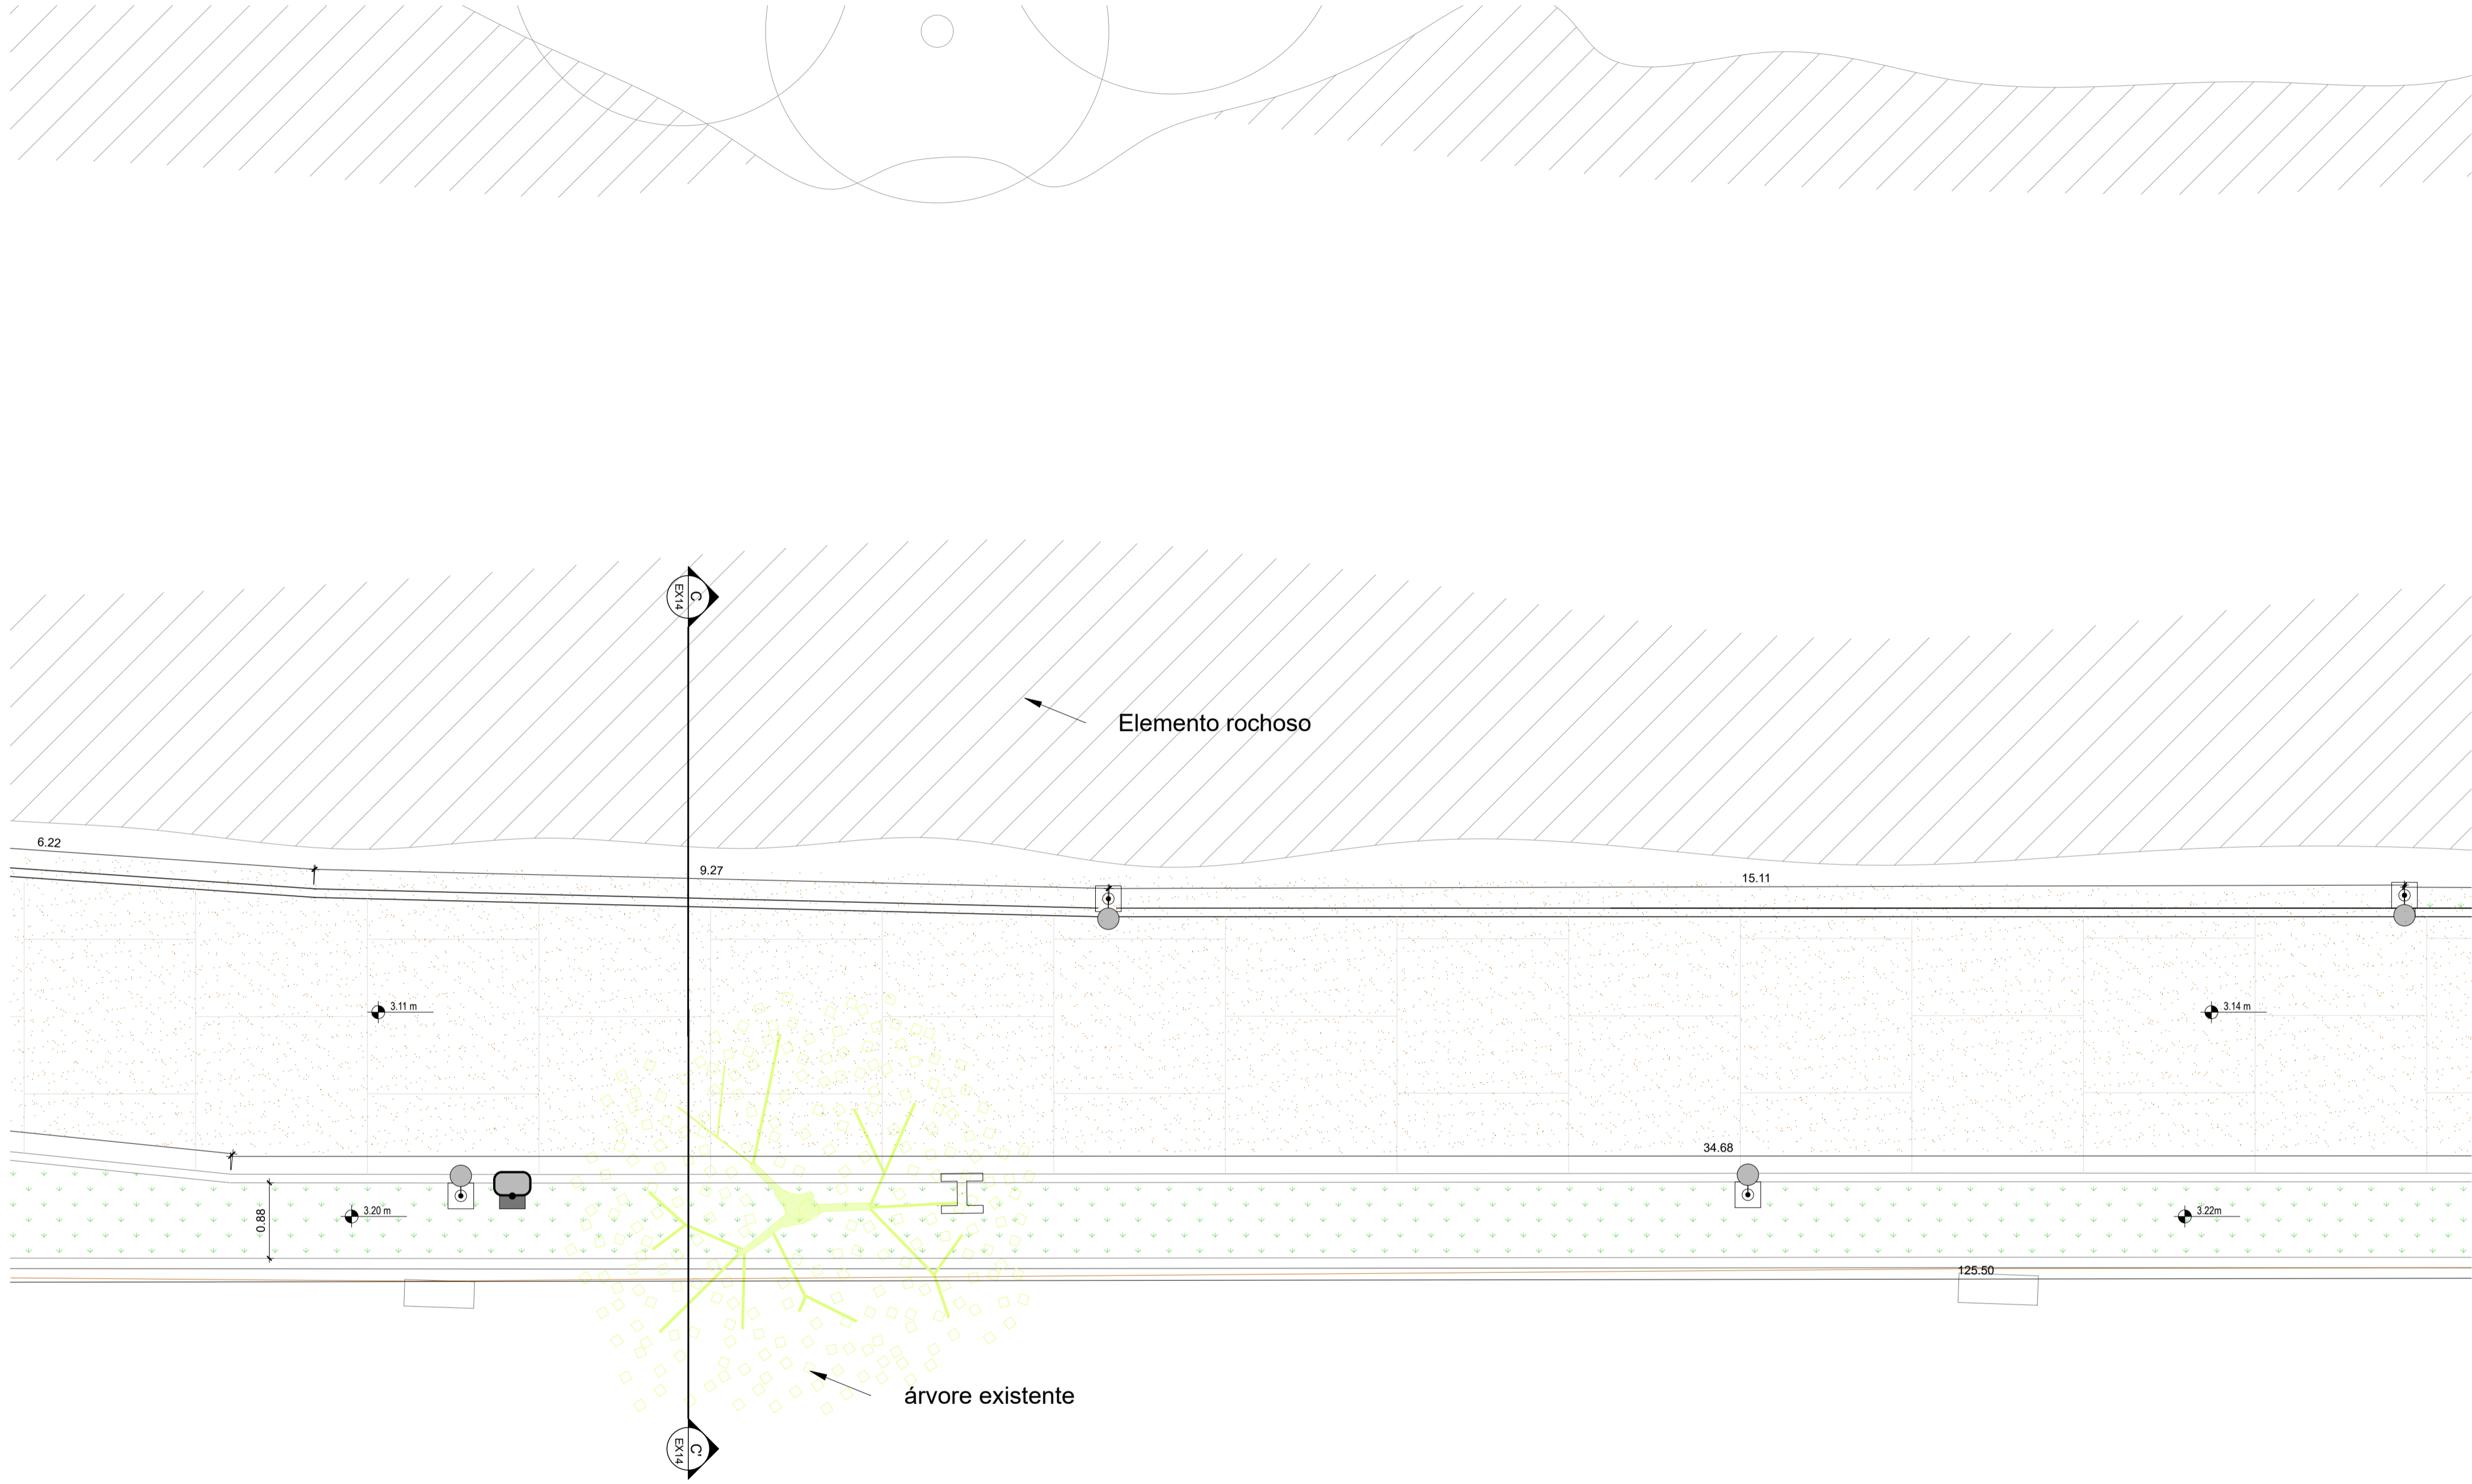 C
EX14
Elemento rochoso
6.22
9.27
15.11
3.11 m
3.14 m
34.68
0.88
3.20 m
3.22m
125.50
árvore existente
C'
EX14